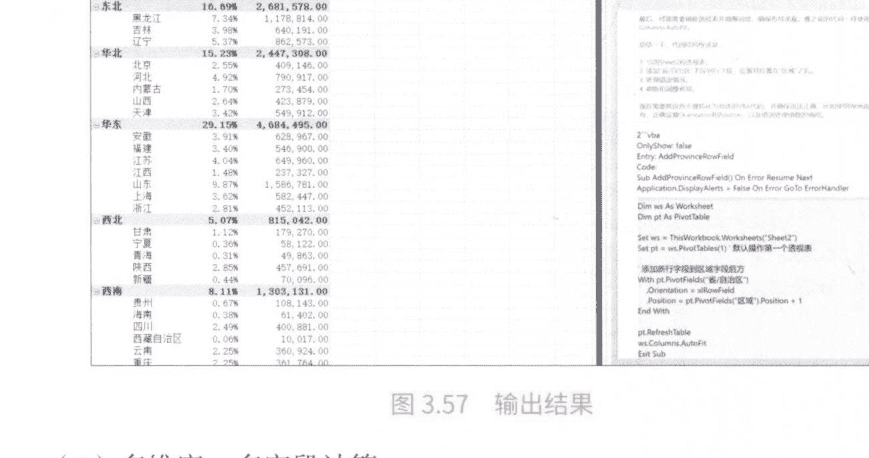 东北 16.69% 2,681,578.00
黑龙江 7.34% 1,178,814.00
吉林 3.98% 640,191.00
辽宁 5.37% 862,573.00
华北 15.23% 2,447,308.00
北京 2.55% 409,146.00
河北 4.92% 790,917.00
内蒙古 1.70% 273,454.00
山西 2.64% 423,879.00
天津 3.42% 549,912.00
华东 29.15% 4,684,495.00
安徽 3.91% 628,967.00
福建 3.40% 546,900.00
江苏 4.04% 649,960.00
江西 1.48% 237,327.00
山东 9.87% 1,586,781.00
上海 3.62% 582,447.00
浙江 2.81% 452,113.00
西北 5.07% 815,042.00
甘肃 1.12% 179,270.00
宁夏 0.36% 58,122.00
青海 0.31% 49,863.00
陕西 2.85% 457,691.00
新疆 0.44% 70,096.00
西南 8.11% 1,303,131.00
贵州 0.67% 108,143.00
海南 0.38% 61,402.00
四川 2.49% 400,881.00
西藏自治区 0.06% 10,017.00
云南 2.25% 360,924.00
重庆 2.25% 361,764.00
2```vba
OnlyShow: false
Entry: AddProvinceRowField
Code:
Sub AddProvinceRowField() On Error Resume Next
Application.DisplayAlerts = False On Error GoTo ErrorHandler
Dim ws As Worksheet
Dim pt As PivotTable
Set ws = ThisWorkbook.Worksheets("Sheet2")
Set pt = ws.PivotTables(1) ' 默认操作第一个透视表
'添加新行字段到区域字段后方
With pt.PivotFields("省/自治区")
.Orientation = xlRowField
.Position = pt.PivotFields("区域").Position + 1
End With
pt.RefreshTable
ws.Columns.AutoFit
Exit Sub
图 3.57 输出结果